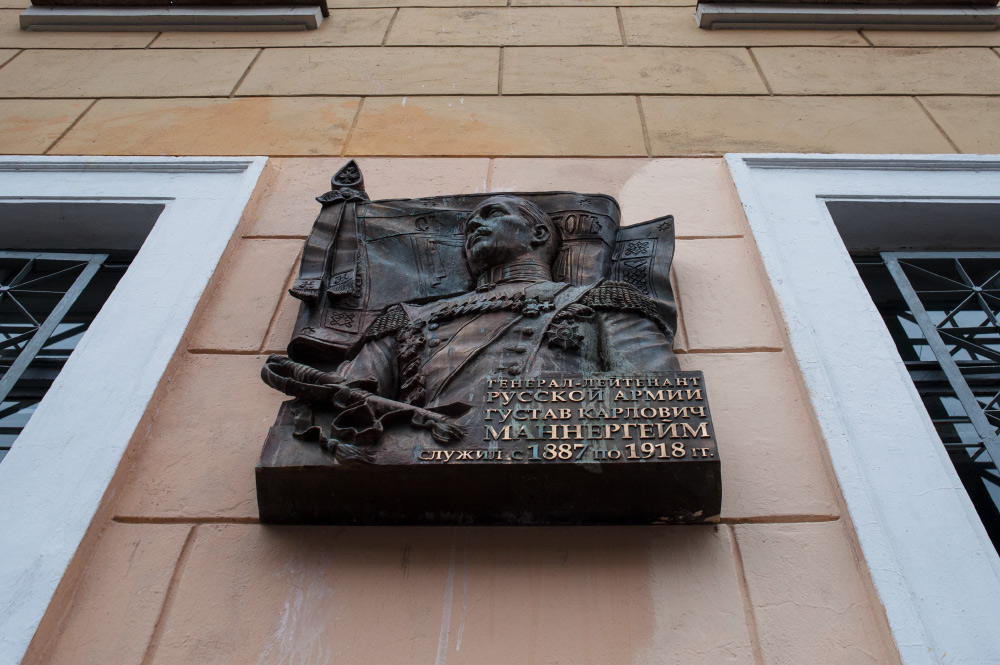 ГЕНЕРАЛ-ЛЕЙТЕНАНТ
РУССКОЙ АРМИИ
ГУСТАВ КАРЛОВИЧ
МАННЕРГЕЙМ
СЛУЖИЛ С 1887 ПО 1918 ГГ.